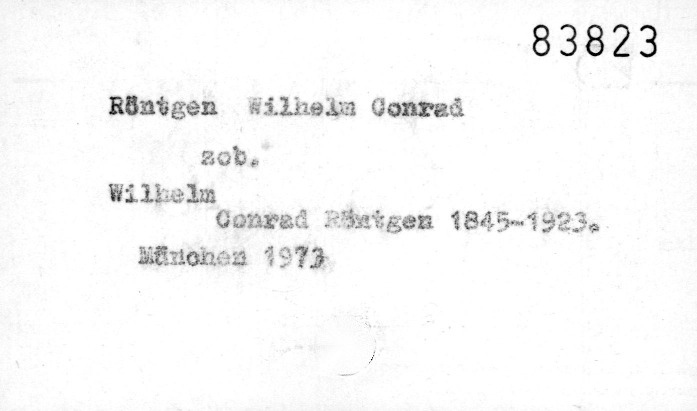 83823
Röntgen Wilhelm Conrad
zob.
Wilhelm
Conrad Röntgen 1845-1923.
München 1973